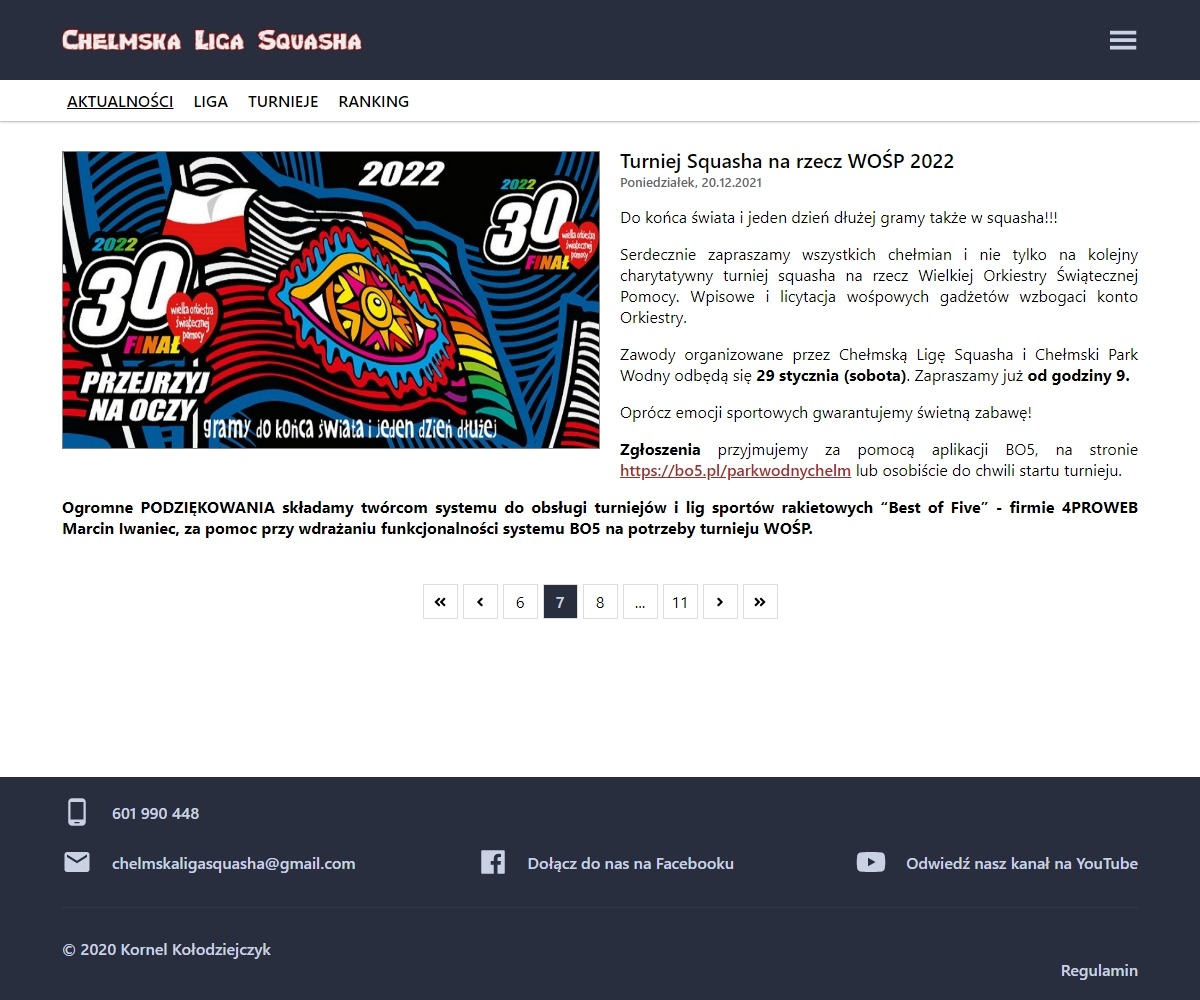 Chelmska Liga Squasha
AKTUALNOŚCI LIGA TURNIEJE RANKING
2022
2022
30
wielka orkiestra
świątecznej
pomocy
FINAŁ
2022
30
wielka orkiestra
świątecznej
pomocy
FINAŁ
PRZEJRZYJ
NA OCZY
gramy do końca świata i jeden dzień dłużej
Turniej Squasha na rzecz WOŚP 2022
Poniedziałek, 20.12.2021
Do końca świata i jeden dzień dłużej gramy także w squasha!!!
Serdecznie zapraszamy wszystkich chełmian i nie tylko na kolejny
charytatywny turniej squasha na rzecz Wielkiej Orkiestry Świątecznej
Pomocy. Wpisowe i licytacja wośpowych gadżetów wzbogaci konto
Orkiestry.
Zawody organizowane przez Chełmską Ligę Squasha i Chełmski Park
Wodny odbędą się 29 stycznia (sobota). Zapraszamy już od godziny 9.
Oprócz emocji sportowych gwarantujemy świetną zabawę!
Zgłoszenia przyjmujemy za pomocą aplikacji BO5, na stronie
https://bo5.pl/parkwodnychelm lub osobiście do chwili startu turnieju.
Ogromne PODZIĘKOWANIA składamy twórcom systemu do obsługi turniejów i lig sportów rakietowych “Best of Five” - firmie 4PROWEB
Marcin Iwaniec, za pomoc przy wdrażaniu funkcjonalności systemu BO5 na potrzeby turnieju WOŚP.
« ‹ 6 7 8 ... 11 › »
601 990 448
chelmskaligasquasha@gmail.com
Dołącz do nas na Facebooku
Odwiedź nasz kanał na YouTube
© 2020 Kornel Kołodziejczyk
Regulamin